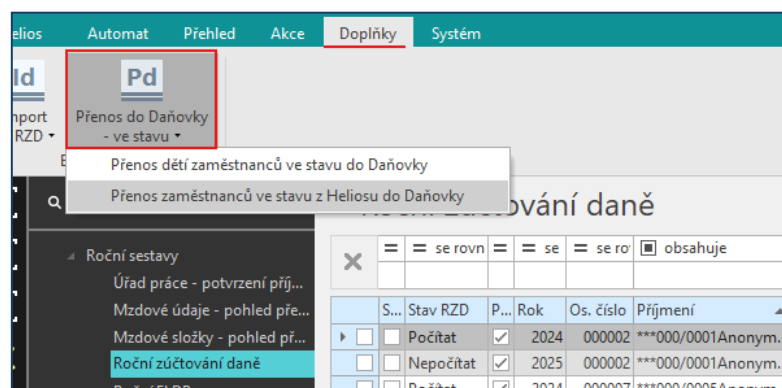 elios Automat Přehled Akce Doplňky Systém
Id Pd
mport Přenos do Daňovky
RZD - ve stavu
Přenos dětí zaměstnanců ve stavu do Daňovky
Přenos zaměstnanců ve stavu z Heliosu do Daňovky
ování daně
Roční sestavy
= = se rovn = = se = se ro obsahuje
Úřad práce - potvrzení příj...
Mzdové údaje - pohled pře...
S... Stav RZD P... Rok Os. číslo Příjmení
Mzdové složky - pohled př...
Počítat 2024 000002 ***000/0001Anonym.
Roční zúčtování daně
Nepočítat 2025 000002 ***000/0001Anonym.